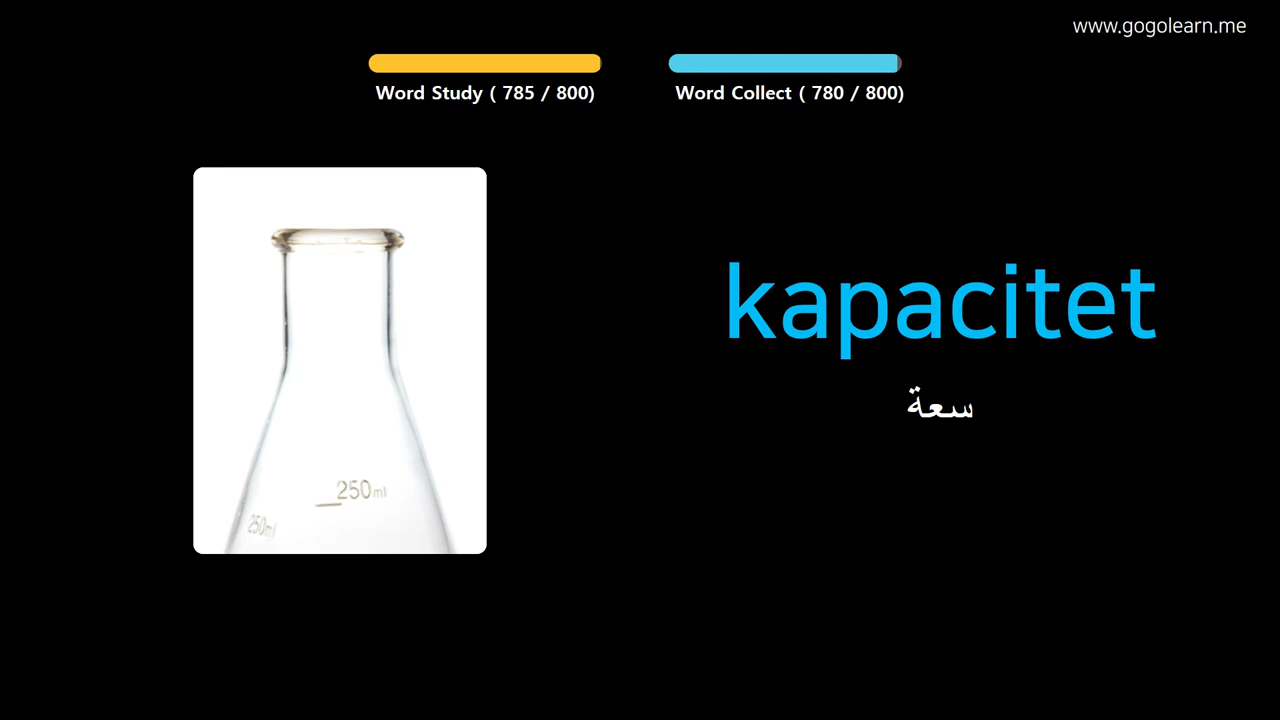 www.gogolearn.me
Word Study ( 785 / 800)
Word Collect ( 780 / 800)
kapacitet
سعة
250ml
250ml